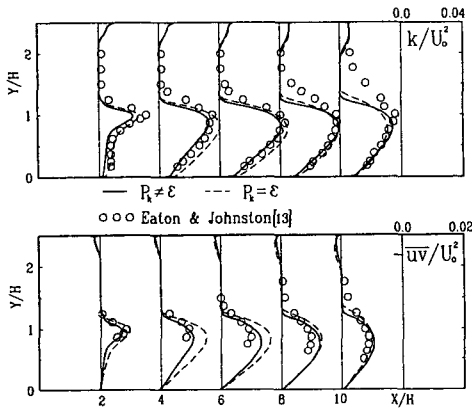 0.0 0.04
k/U₀²
Y/H
2
1
0
— Pₖ≠ε --- Pₖ=ε
○○○ Eaton & Johnston[13]
0.0 0.02
uv/U₀²
Y/H
2
1
0
2 4 6 8 10 X/H